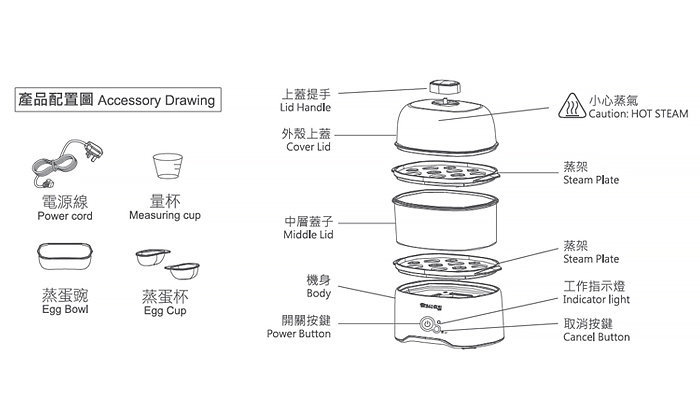 產品配置圖 Accessory Drawing
電源線
Power cord
量杯
Measuring cup
蒸蛋碗
Egg Bowl
蒸蛋杯
Egg Cup
上蓋提手
Lid Handle
外殼上蓋
Cover Lid
中層蓋子
Middle Lid
機身
Body
開關按鍵
Power Button
小心蒸氣
Caution: HOT STEAM
蒸架
Steam Plate
蒸架
Steam Plate
工作指示燈
Indicator light
取消按鍵
Cancel Button